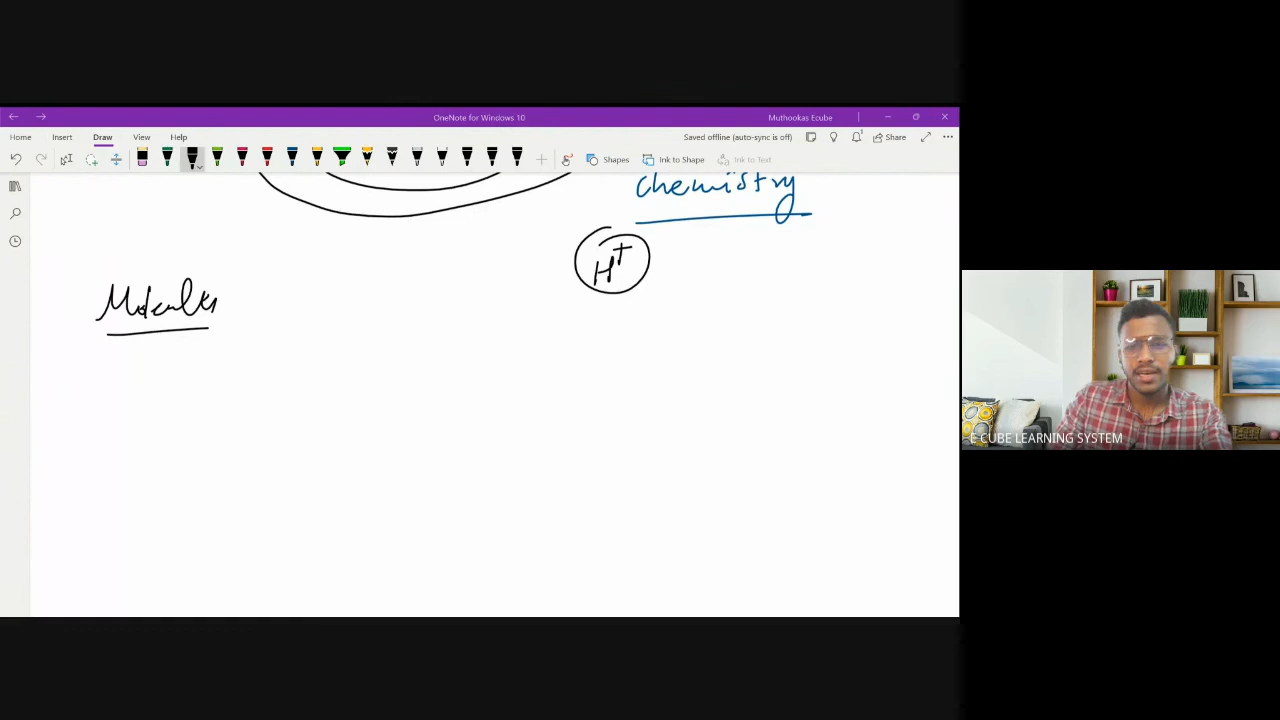 OneNote for Windows 10
Muthookas Ecube
Home Insert Draw View Help
Saved offline (auto-sync is off)
1
Share
Shapes
Ink to Shape
Ink to Text
chemistry
H+
Molecules
E CUBE LEARNING SYSTEM